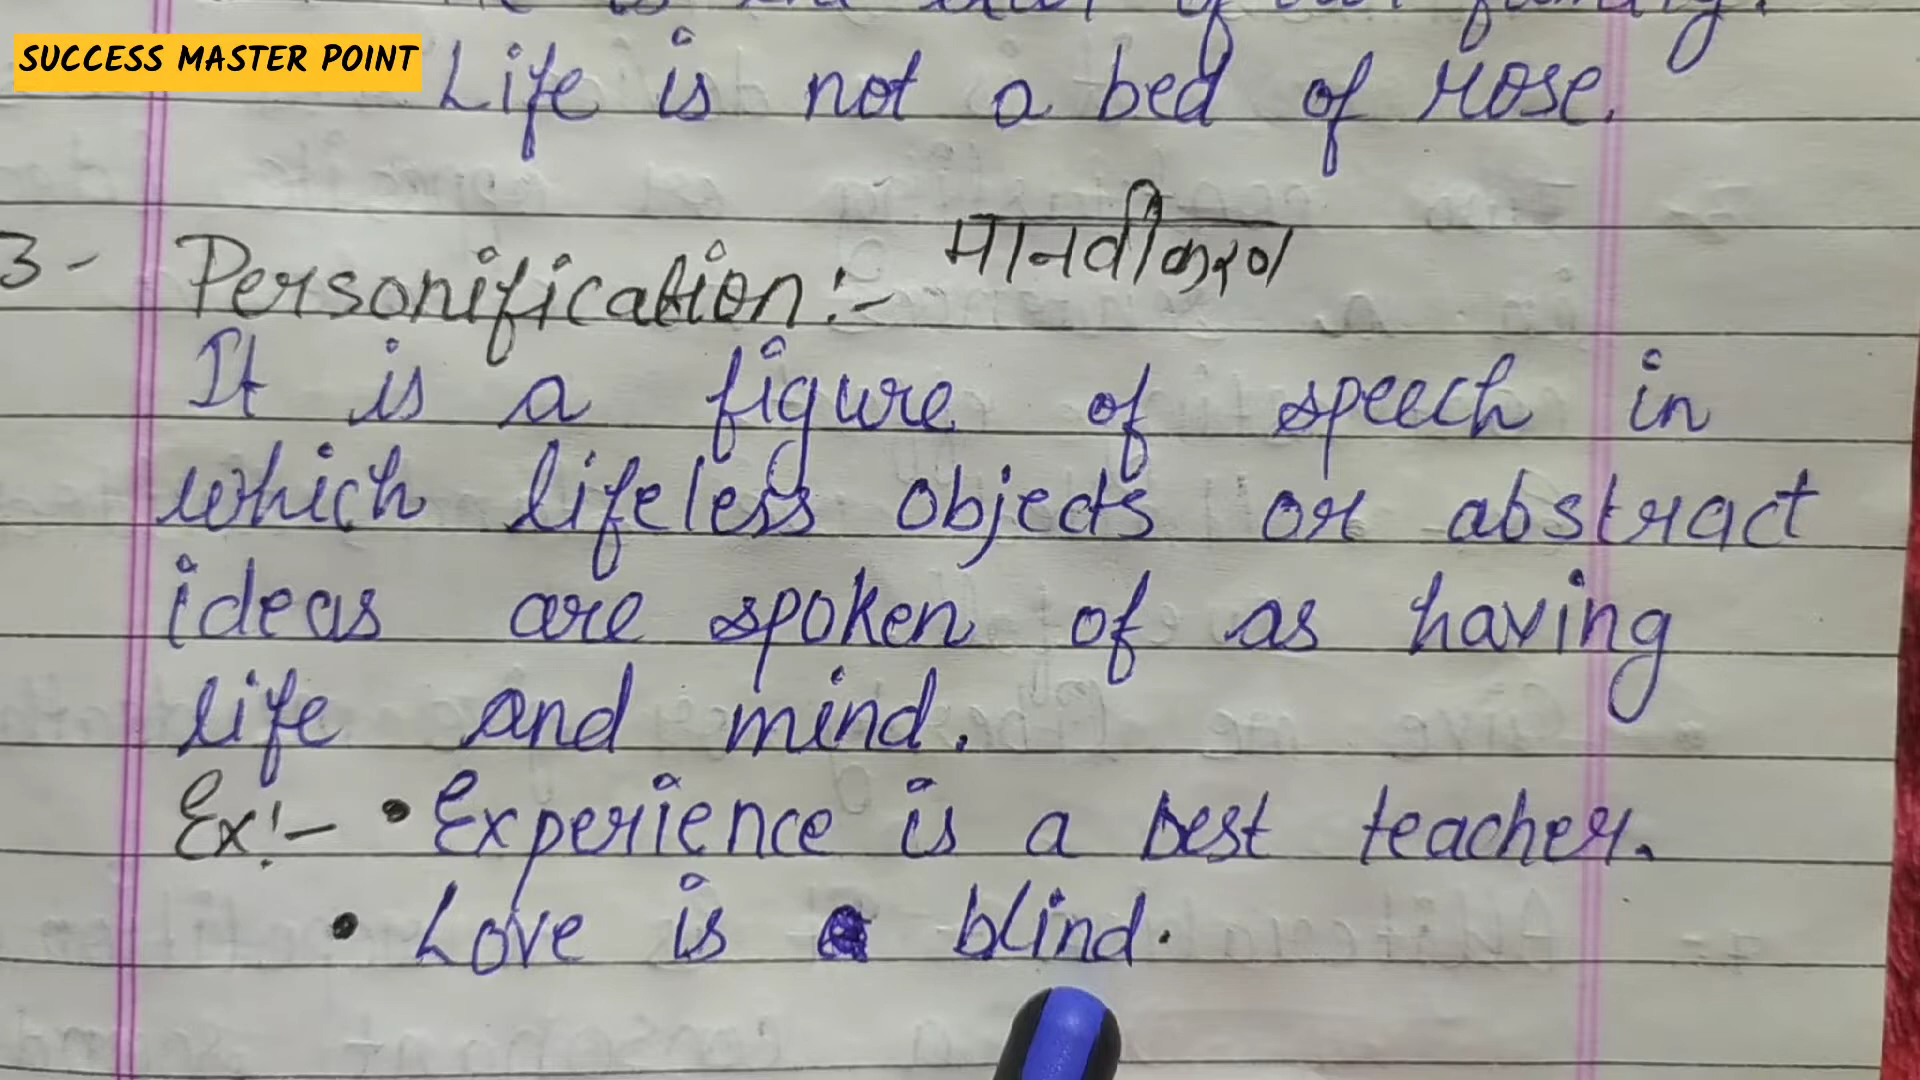 SUCCESS MASTER POINT
Life is not a bed of rose.
3- Personification:- मानवीकरण
It is a figure of speech in
which lifeless objects or abstract
ideas are spoken of as having
life and mind.
Ex:- • Experience is a best teacher.
• Love is blind.